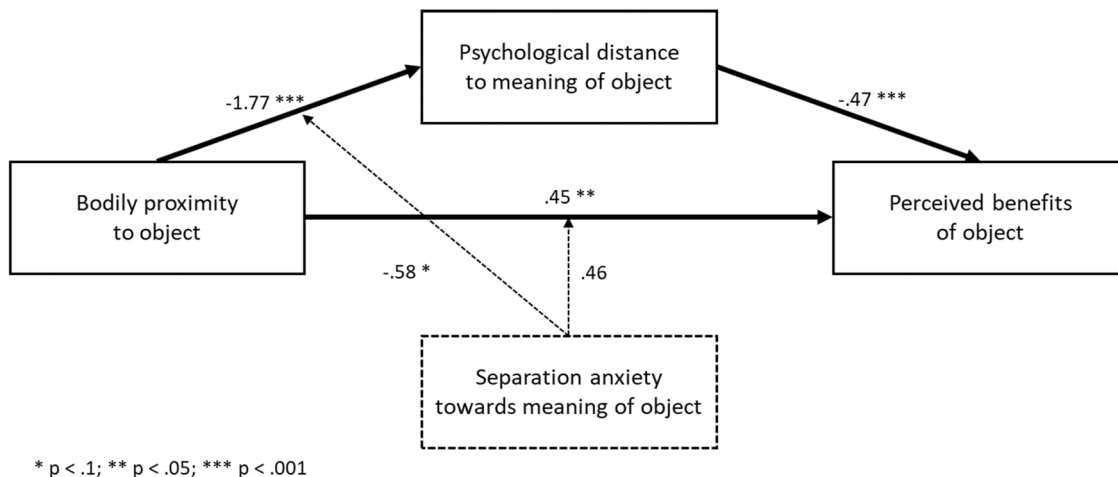 Psychological distance
to meaning of object
-1.77 ***
-.47 ***
Bodily proximity
to object
.45 **
Perceived benefits
of object
-.58 *
.46
Separation anxiety
towards meaning of object
* p < .1; ** p < .05; *** p < .001